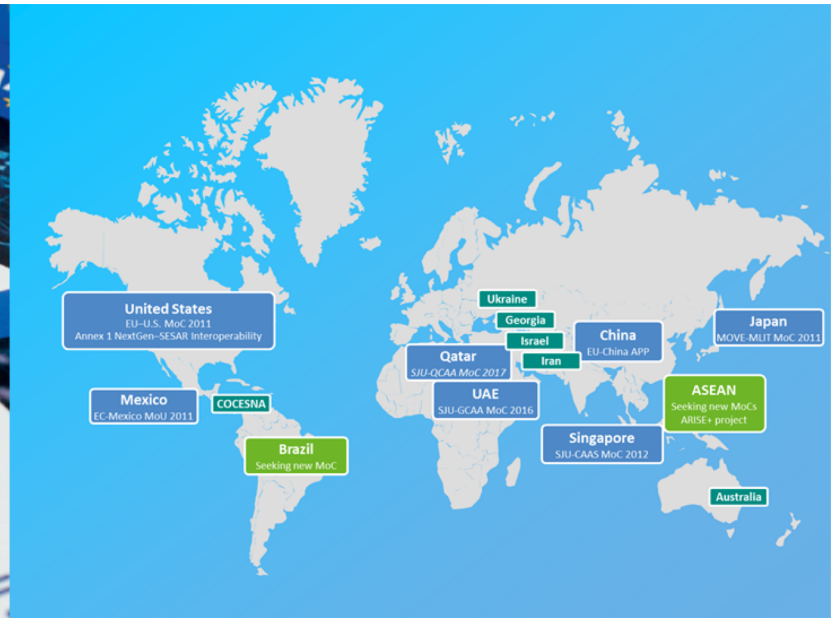 United States
EU–U.S. MoC 2011
Annex 1 NextGen–SESAR Interoperability
Mexico
EC-Mexico MoU 2011
COCESNA
Brazil
Seeking new MoC
Ukraine
Georgia
Israel
Iran
Qatar
SJU-QCAA MoC 2017
UAE
SJU-GCAA MoC 2016
China
EU-China APP
Japan
MOVE-MLIT MoC 2011
ASEAN
Seeking new MoCs
ARISE+ project
Singapore
SJU-CAAS MoC 2012
Australia